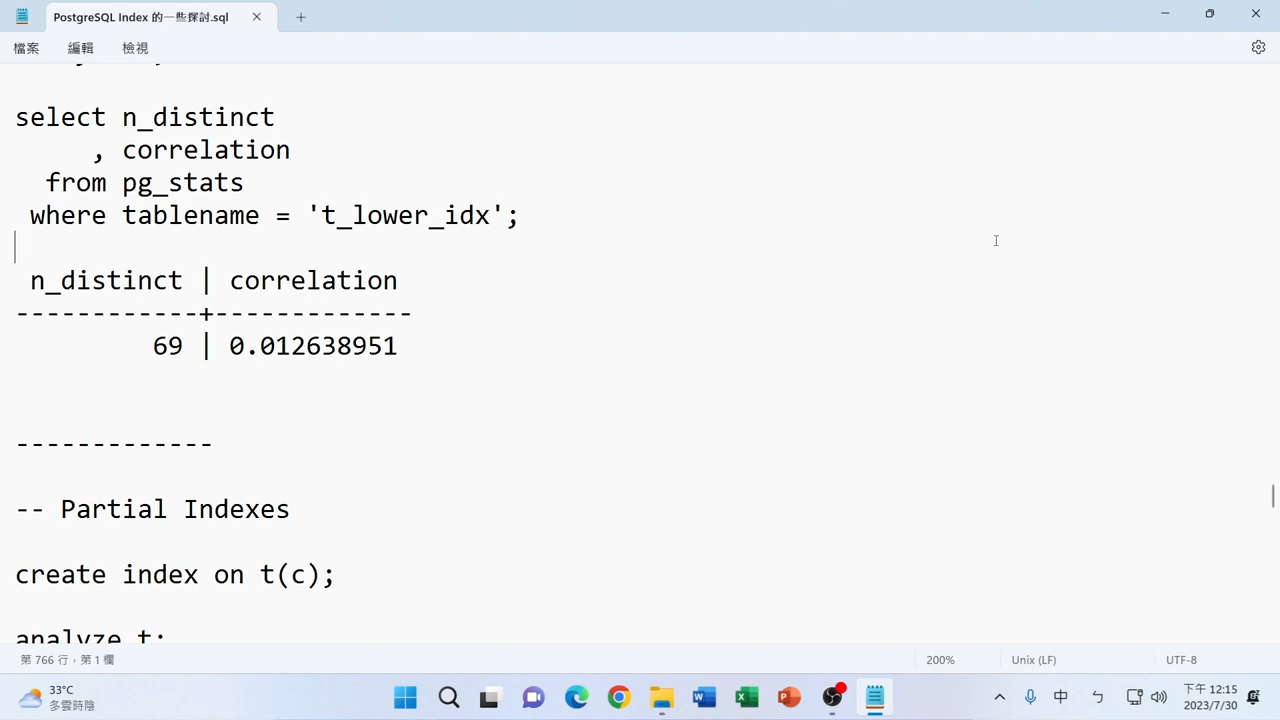 PostgreSQL Index 的一些探討.sql
檔案 編輯 檢視
select n_distinct
, correlation
from pg_stats
where tablename = 't_lower_idx';
n_distinct | correlation
------------+-------------
69 | 0.012638951
-------------
-- Partial Indexes
create index on t(c);
analyze t;
第 766 行，第 1 欄 200% Unix (LF) UTF-8
33°C
多雲時陰
中
下午 12:15
2023/7/30